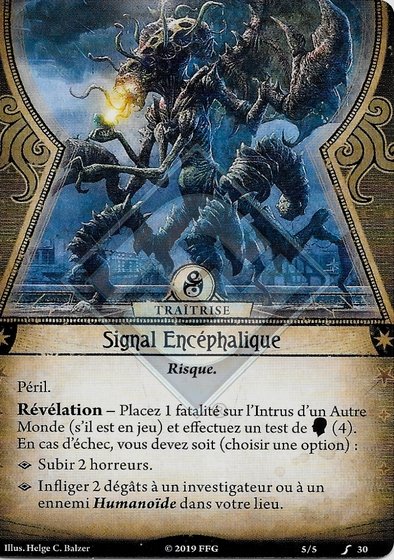 TRAÎTRISE
Signal Encéphalique
Risque.
Péril.
Révélation – Placez 1 fatalité sur l'Intrus d'un Autre
Monde (s'il est en jeu) et effectuez un test de (4).
En cas d'échec, vous devez soit (choisir une option) :
Subir 2 horreurs.
Infliger 2 dégâts à un investigateur ou à un
ennemi Humanoïde dans votre lieu.
Illus. Helge C. Balzer © 2019 FFG 5/5 30